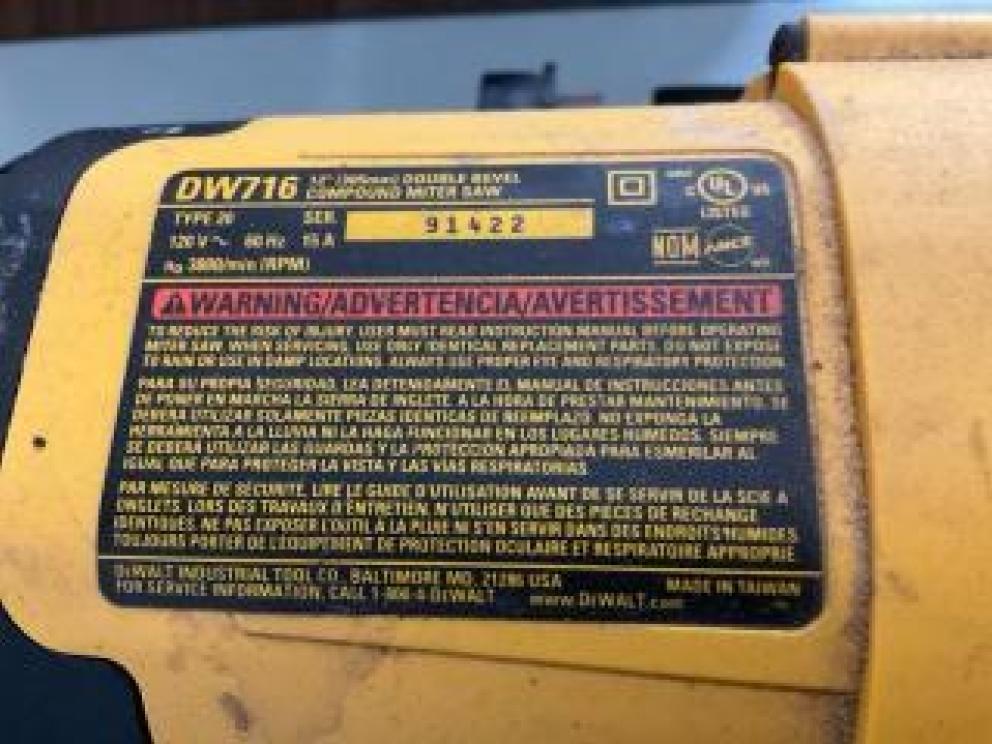 DW716 12" (305mm) DOUBLE BEVEL
COMPOUND MITER SAW
UL
LISTED
TYPE 20 SER. 91422
120 V ~ 60 Hz 15 A
NOM ANCE
n₀ 3800/min (RPM)
WARNING/ADVERTENCIA/AVERTISSEMENT
TO REDUCE THE RISK OF INJURY, USER MUST READ INSTRUCTION MANUAL BEFORE OPERATING
MITER SAW. WHEN SERVICING, USE ONLY IDENTICAL REPLACEMENT PARTS. DO NOT EXPOSE
TO RAIN OR USE IN DAMP LOCATIONS. ALWAYS USE PROPER EYE AND RESPIRATORY PROTECTION
PARA SU PROPIA SEGURIDAD, LEA DETENIDAMENTE EL MANUAL DE INSTRUCCIONES ANTES
DE PONER EN MARCHA LA SIERRA DE INGLETE. A LA HORA DE PRESTAR MANTENIMIENTO, SE
DEBERA UTILIZAR SOLAMENTE PIEZAS IDENTICAS DE REEMPLAZO. NO EXPONGA LA
HERRAMIENTA A LA LLUVIA NI LA HAGA FUNCIONAR EN LOS LUGARES HUMEDOS. SIEMPRE
SE DEBERA UTILIZAR LAS GUARDAS Y LA PROTECCION APROPIADA PARA ESMERILAR AL
IGUAL QUE PARA PROTEGER LA VISTA Y LAS VIAS RESPIRATORIAS.
PAR MESURE DE SÉCURITÉ, LIRE LE GUIDE D'UTILISATION AVANT DE SE SERVIR DE LA SCIE A
ONGLETS. LORS DES TRAVAUX D'ENTRETIEN, N'UTILISER QUE DES PIECES DE RECHANGE
IDENTIQUES. NE PAS EXPOSER L'OUTIL A LA PLUIE NI S'EN SERVIR DANS DES ENDROITS HUMIDES.
TOUJOURS PORTER DE L'EQUIPEMENT DE PROTECTION OCULAIRE ET RESPIRATOIRE APPROPRIE
DEWALT INDUSTRIAL TOOL CO., BALTIMORE MD, 21286 USA MADE IN TAIWAN
FOR SERVICE INFORMATION, CALL 1-800-4-DEWALT www.DeWALT.com